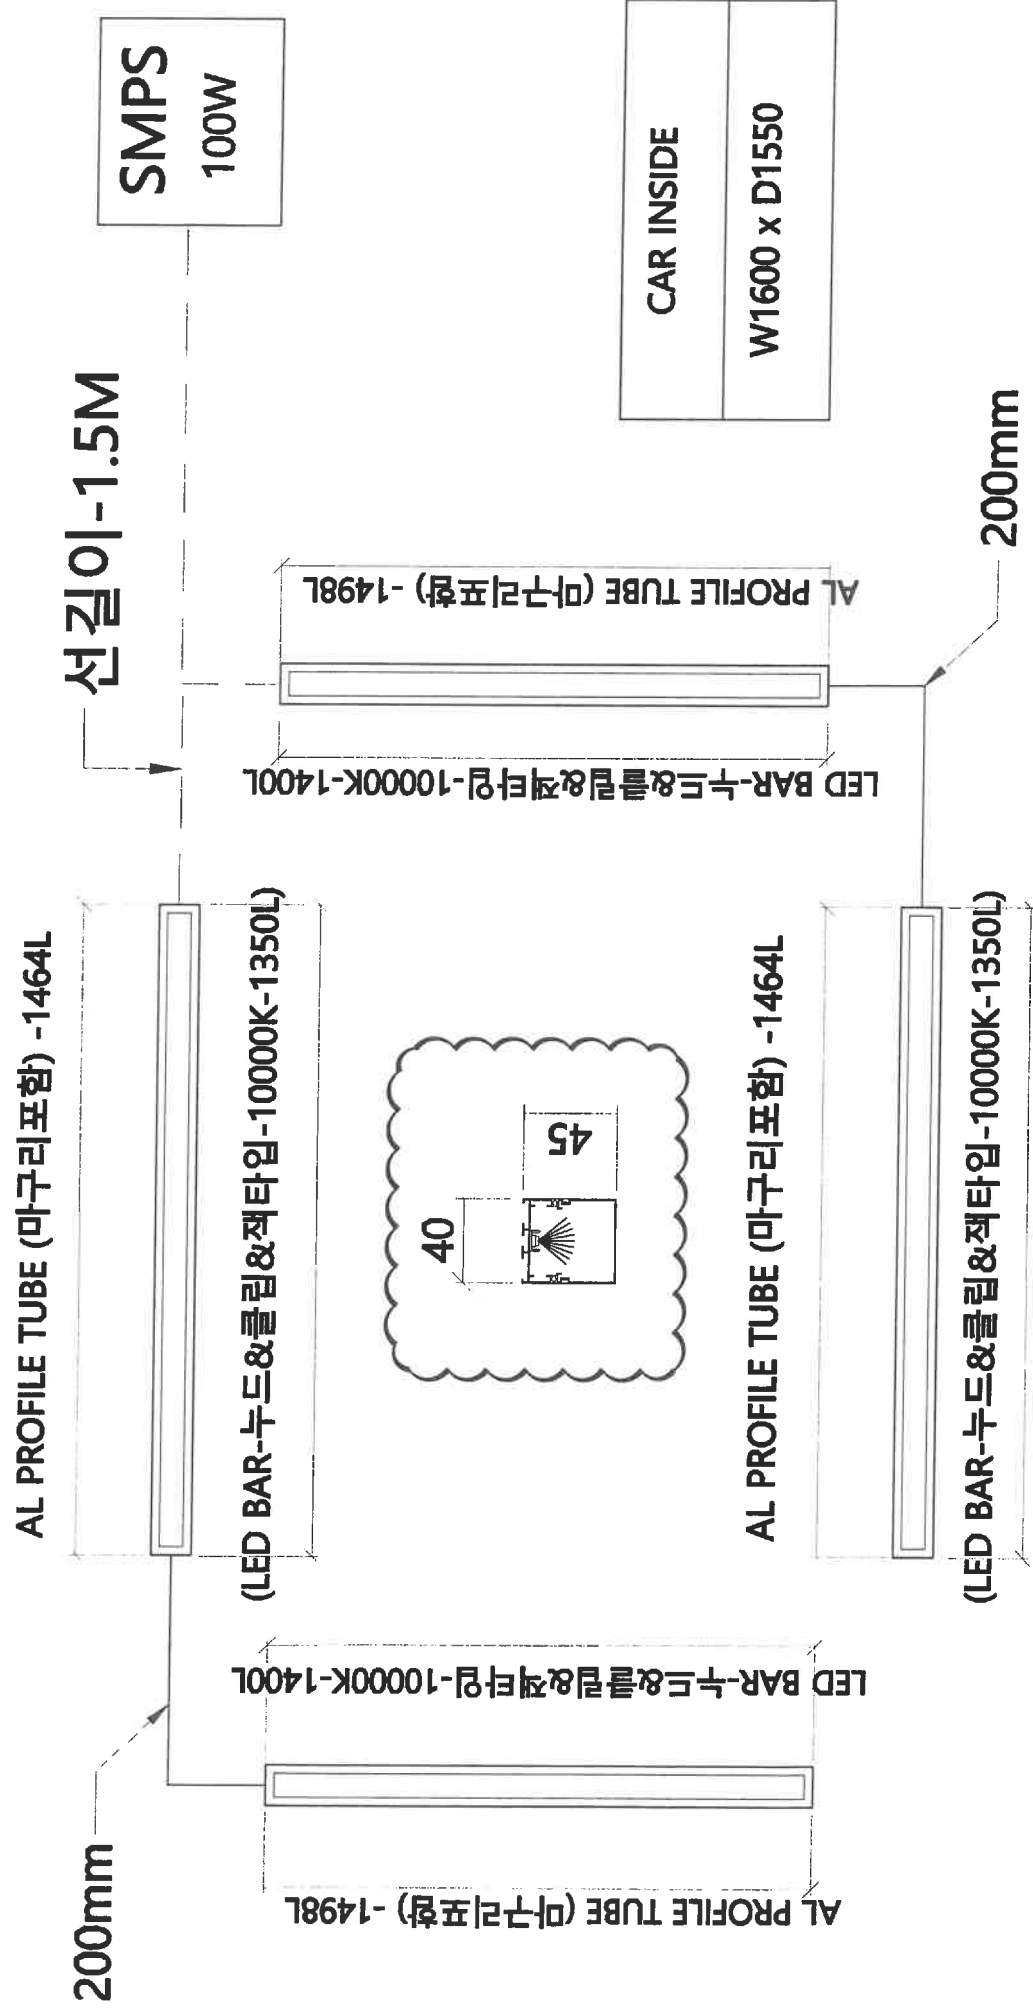 SMPS
100W
선길이-1.5M
200mm
AL PROFILE TUBE (마구리포함) -1464L
(LED BAR-누드&클립&잭타입-10000K-1350L)
AL PROFILE TUBE (마구리포함) -1498L
LED BAR-누드&클립&잭타입-10000K-1400L
40
45
LED BAR-누드&클립&잭타입-10000K-1400L
AL PROFILE TUBE (마구리포함) -1498L
AL PROFILE TUBE (마구리포함) -1464L
(LED BAR-누드&클립&잭타입-10000K-1350L)
200mm
CAR INSIDE
W1600 x D1550